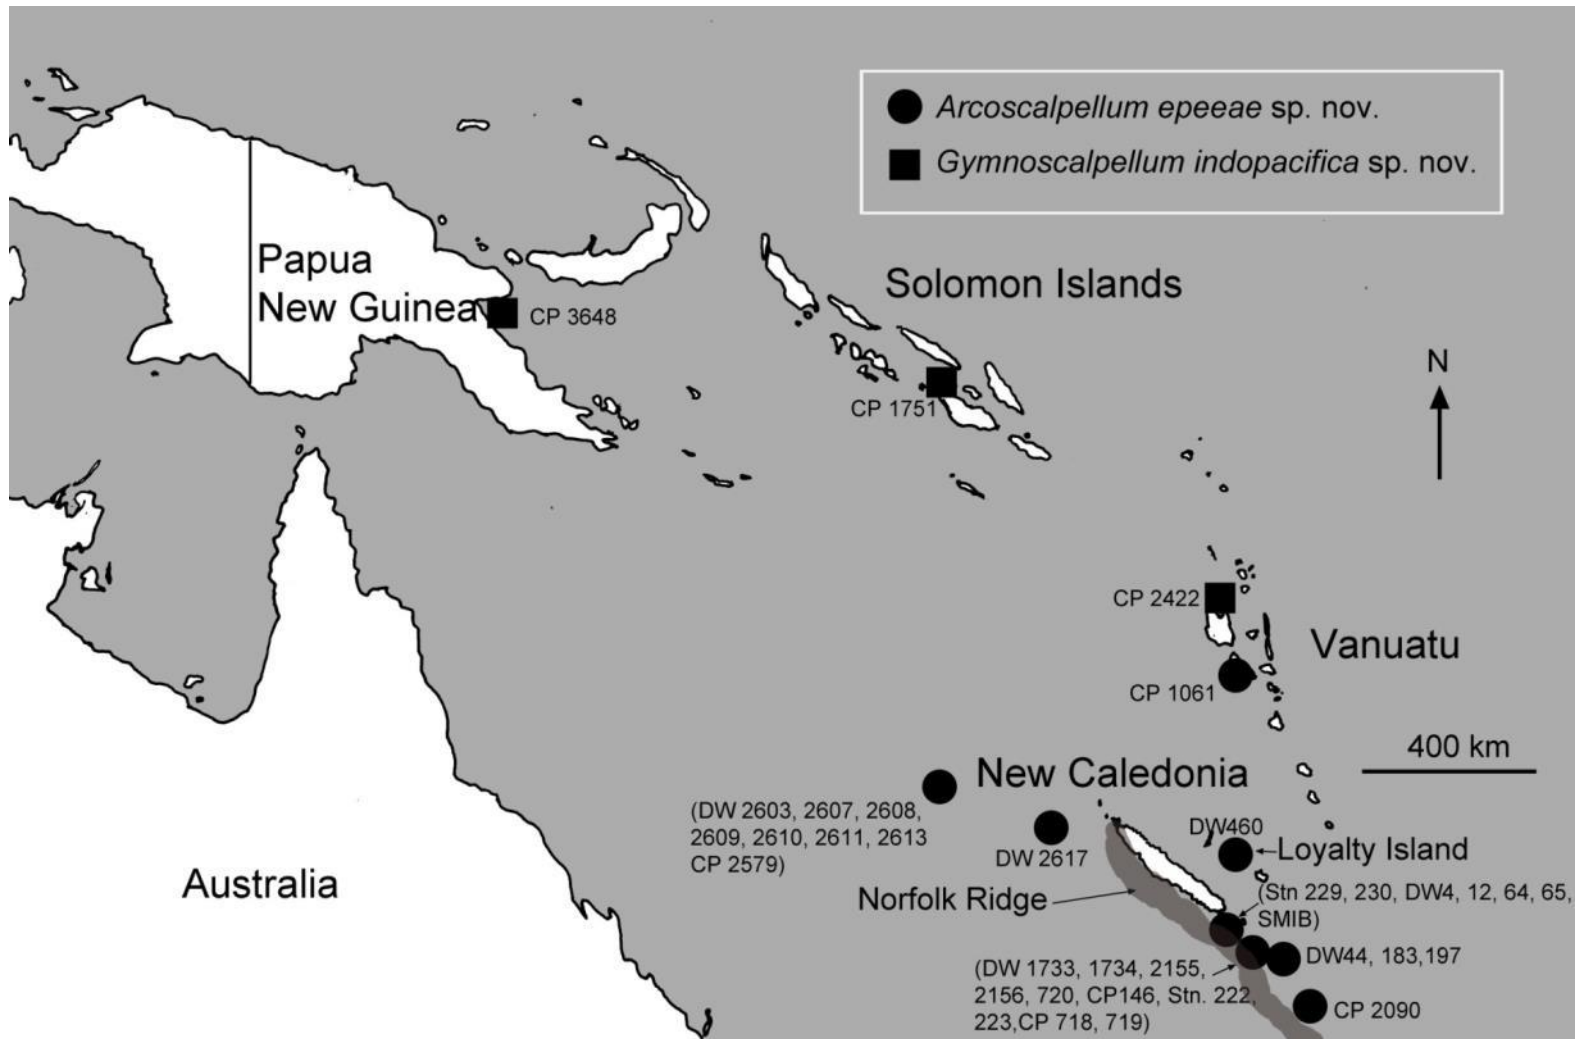 Arcoscalpellum epeeae sp. nov.
Gymnoscalpellum indopacifica sp. nov.
Papua
New Guinea
CP 3648
Solomon Islands
CP 1751
N
CP 2422
Vanuatu
CP 1061
400 km
New Caledonia
(DW 2603, 2607, 2608,
2609, 2610, 2611, 2613
CP 2579)
DW 2617
DW460
Loyalty Island
Australia
Norfolk Ridge
(Stn 229, 230, DW4, 12, 64, 65,
SMIB)
DW44, 183,197
(DW 1733, 1734, 2155,
2156, 720, CP146, Stn. 222,
223,CP 718, 719)
CP 2090